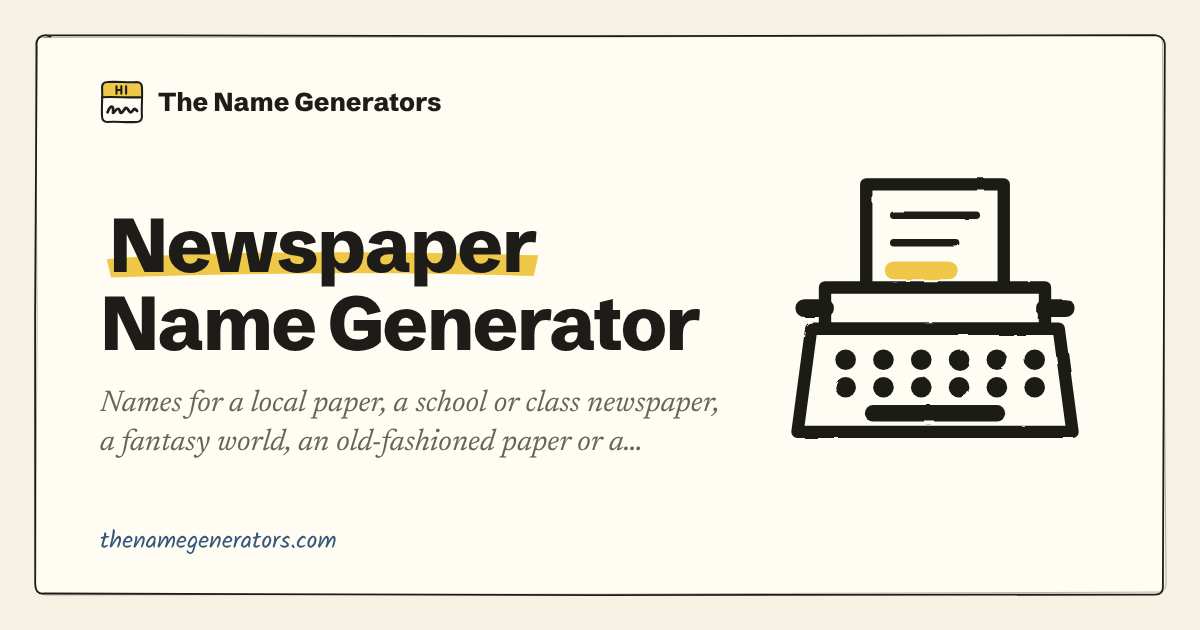 HI
The Name Generators
Newspaper
Name Generator
Names for a local paper, a school or class newspaper,
a fantasy world, an old-fashioned paper or a...
thenamegenerators.com